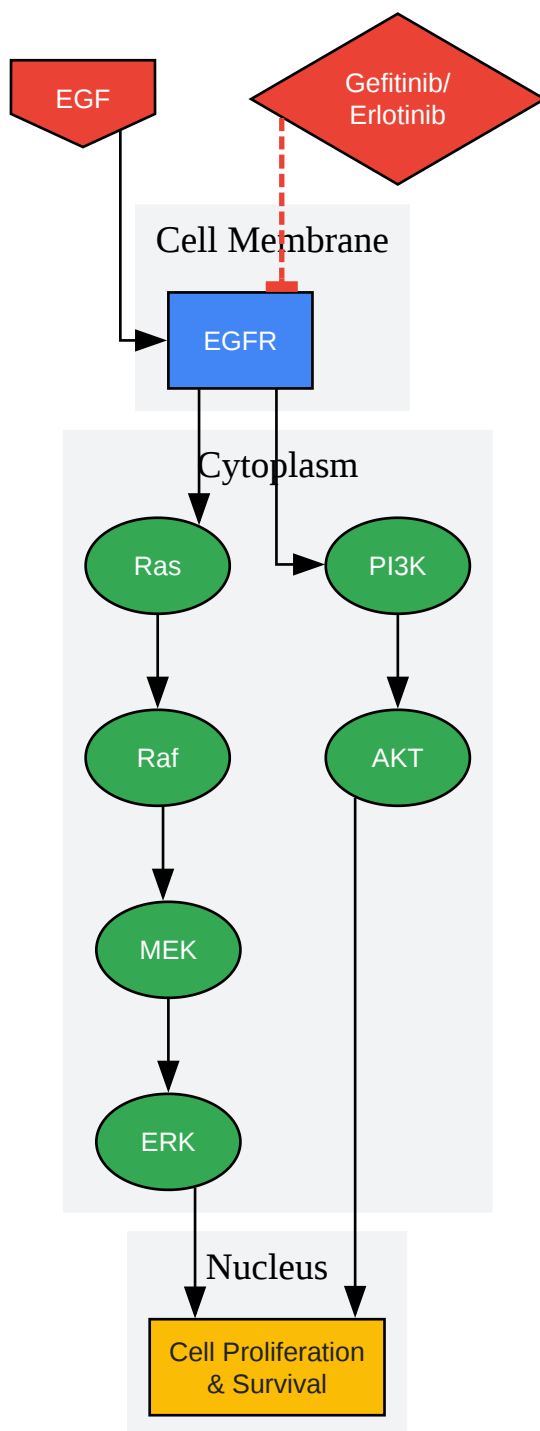 EGF
Gefitinib/
Erlotinib
Cell Membrane
EGFR
Cytoplasm
Ras
PI3K
Raf
AKT
MEK
ERK
Nucleus
Cell Proliferation
& Survival